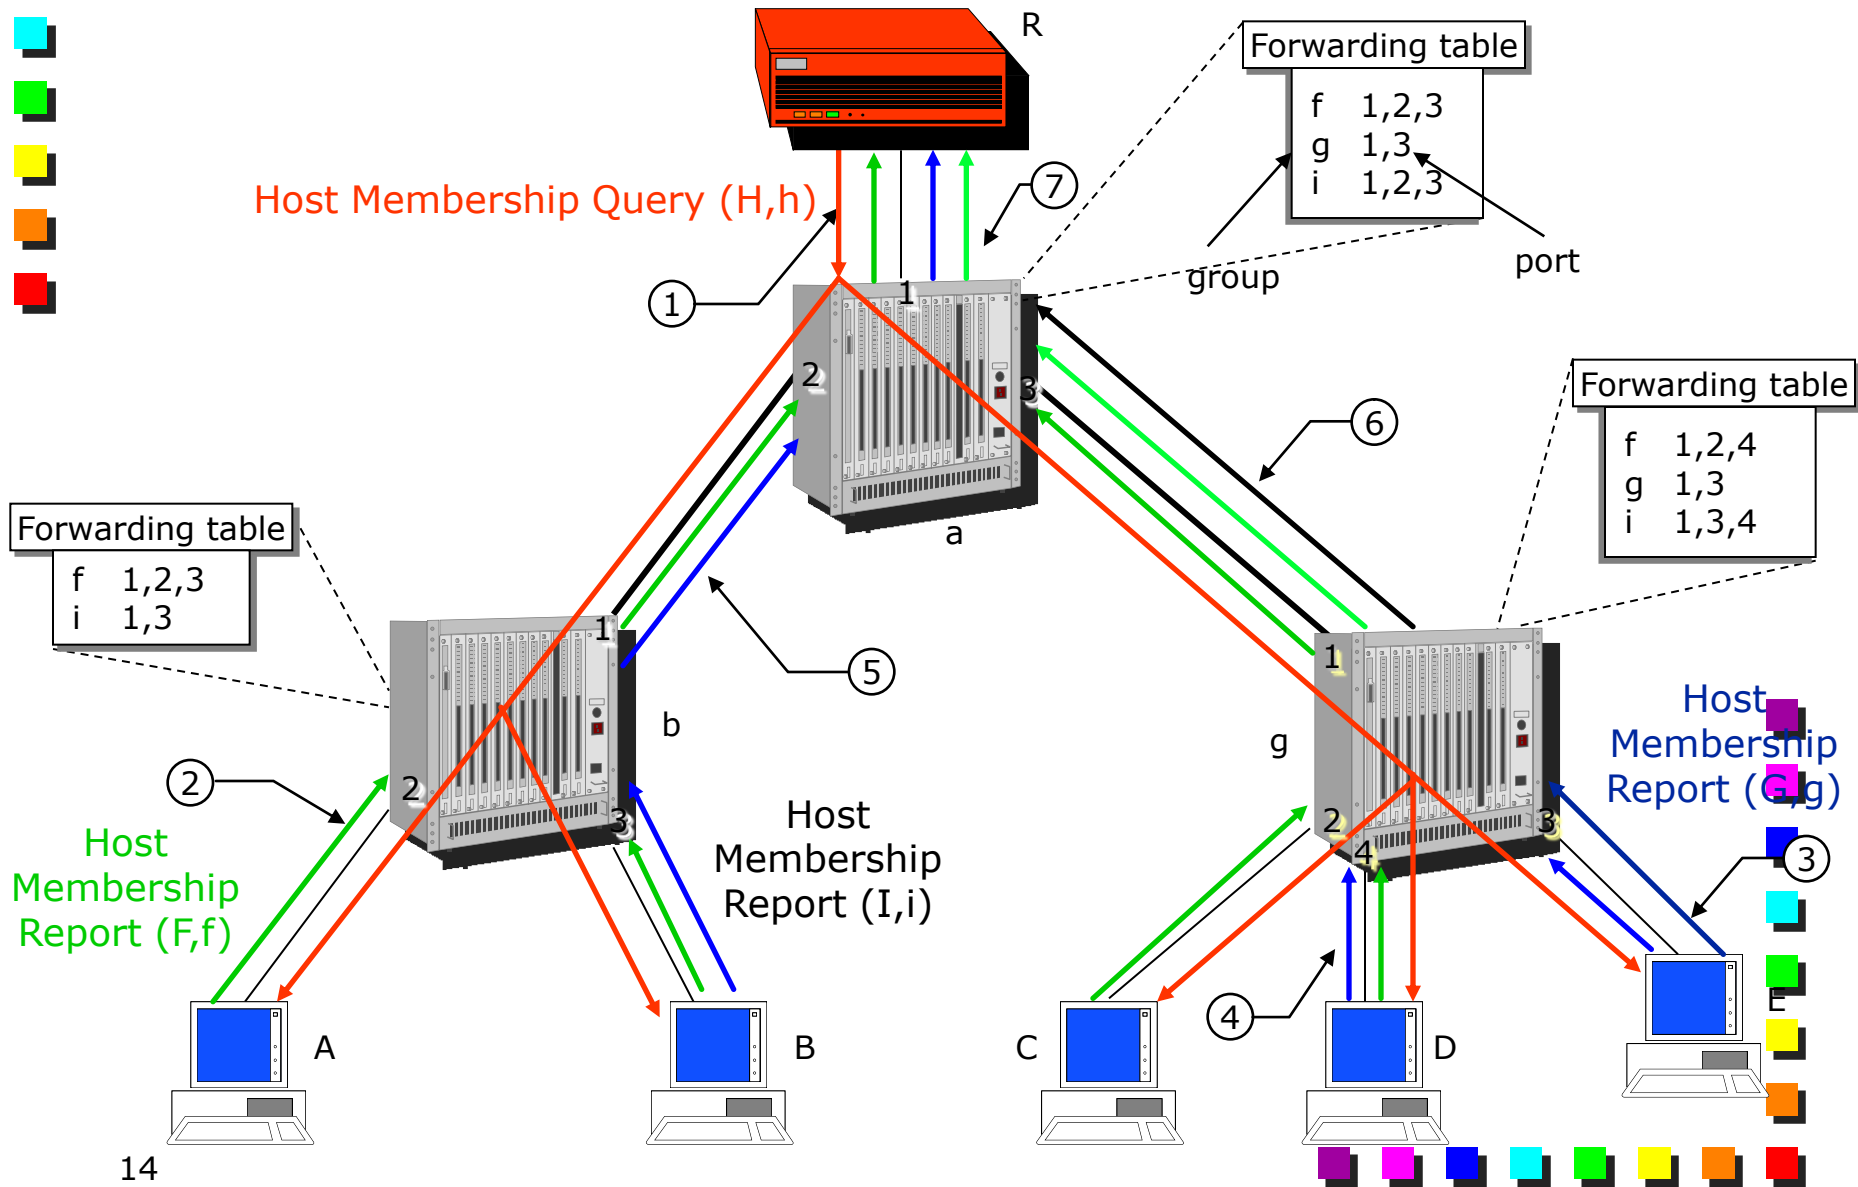 R
Forwarding table
f 1,2,3
g 1,3
i 1,2,3
Host Membership Query (H,h)
7
group
port
1
1
2
3
Forwarding table
f 1,2,4
g 1,3
i 1,3,4
6
a
Forwarding table
f 1,2,3
i 1,3
1
5
b
2
3
2
Host
Membership
Report (F,f)
Host
Membership
Report (I,i)
g
1
2
4
3
Host
Membership
Report (G,g)
3
4
A
B
C
D
E
14